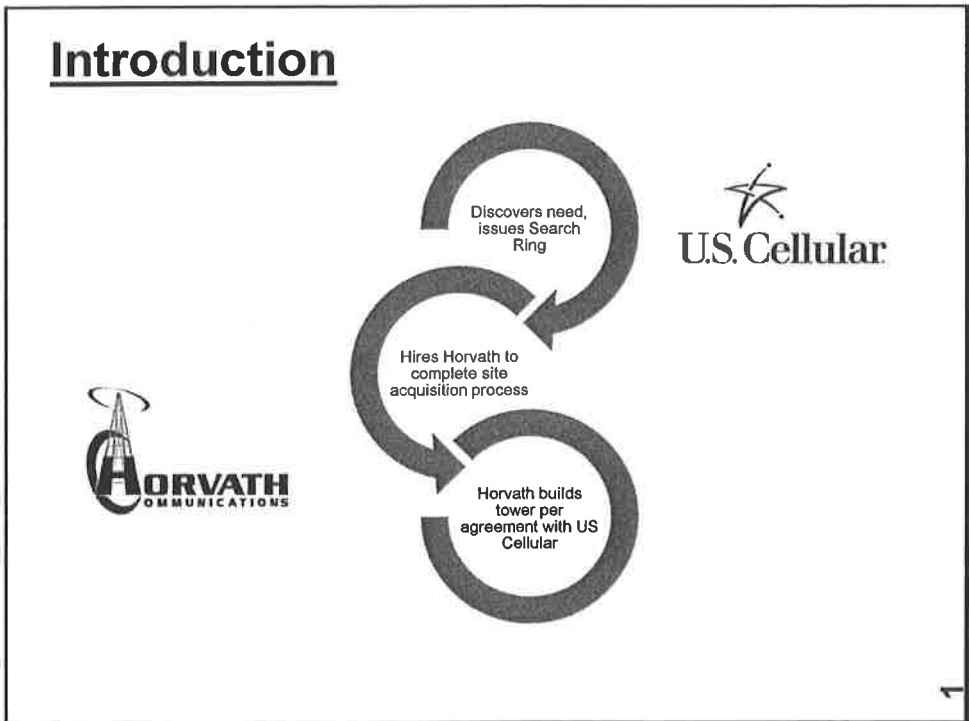 Introduction
Discovers need,
issues Search
Ring
U.S. Cellular
Hires Horvath to
complete site
acquisition process
HORVATH
COMMUNICATIONS
Horvath builds
tower per
agreement with US
Cellular
1